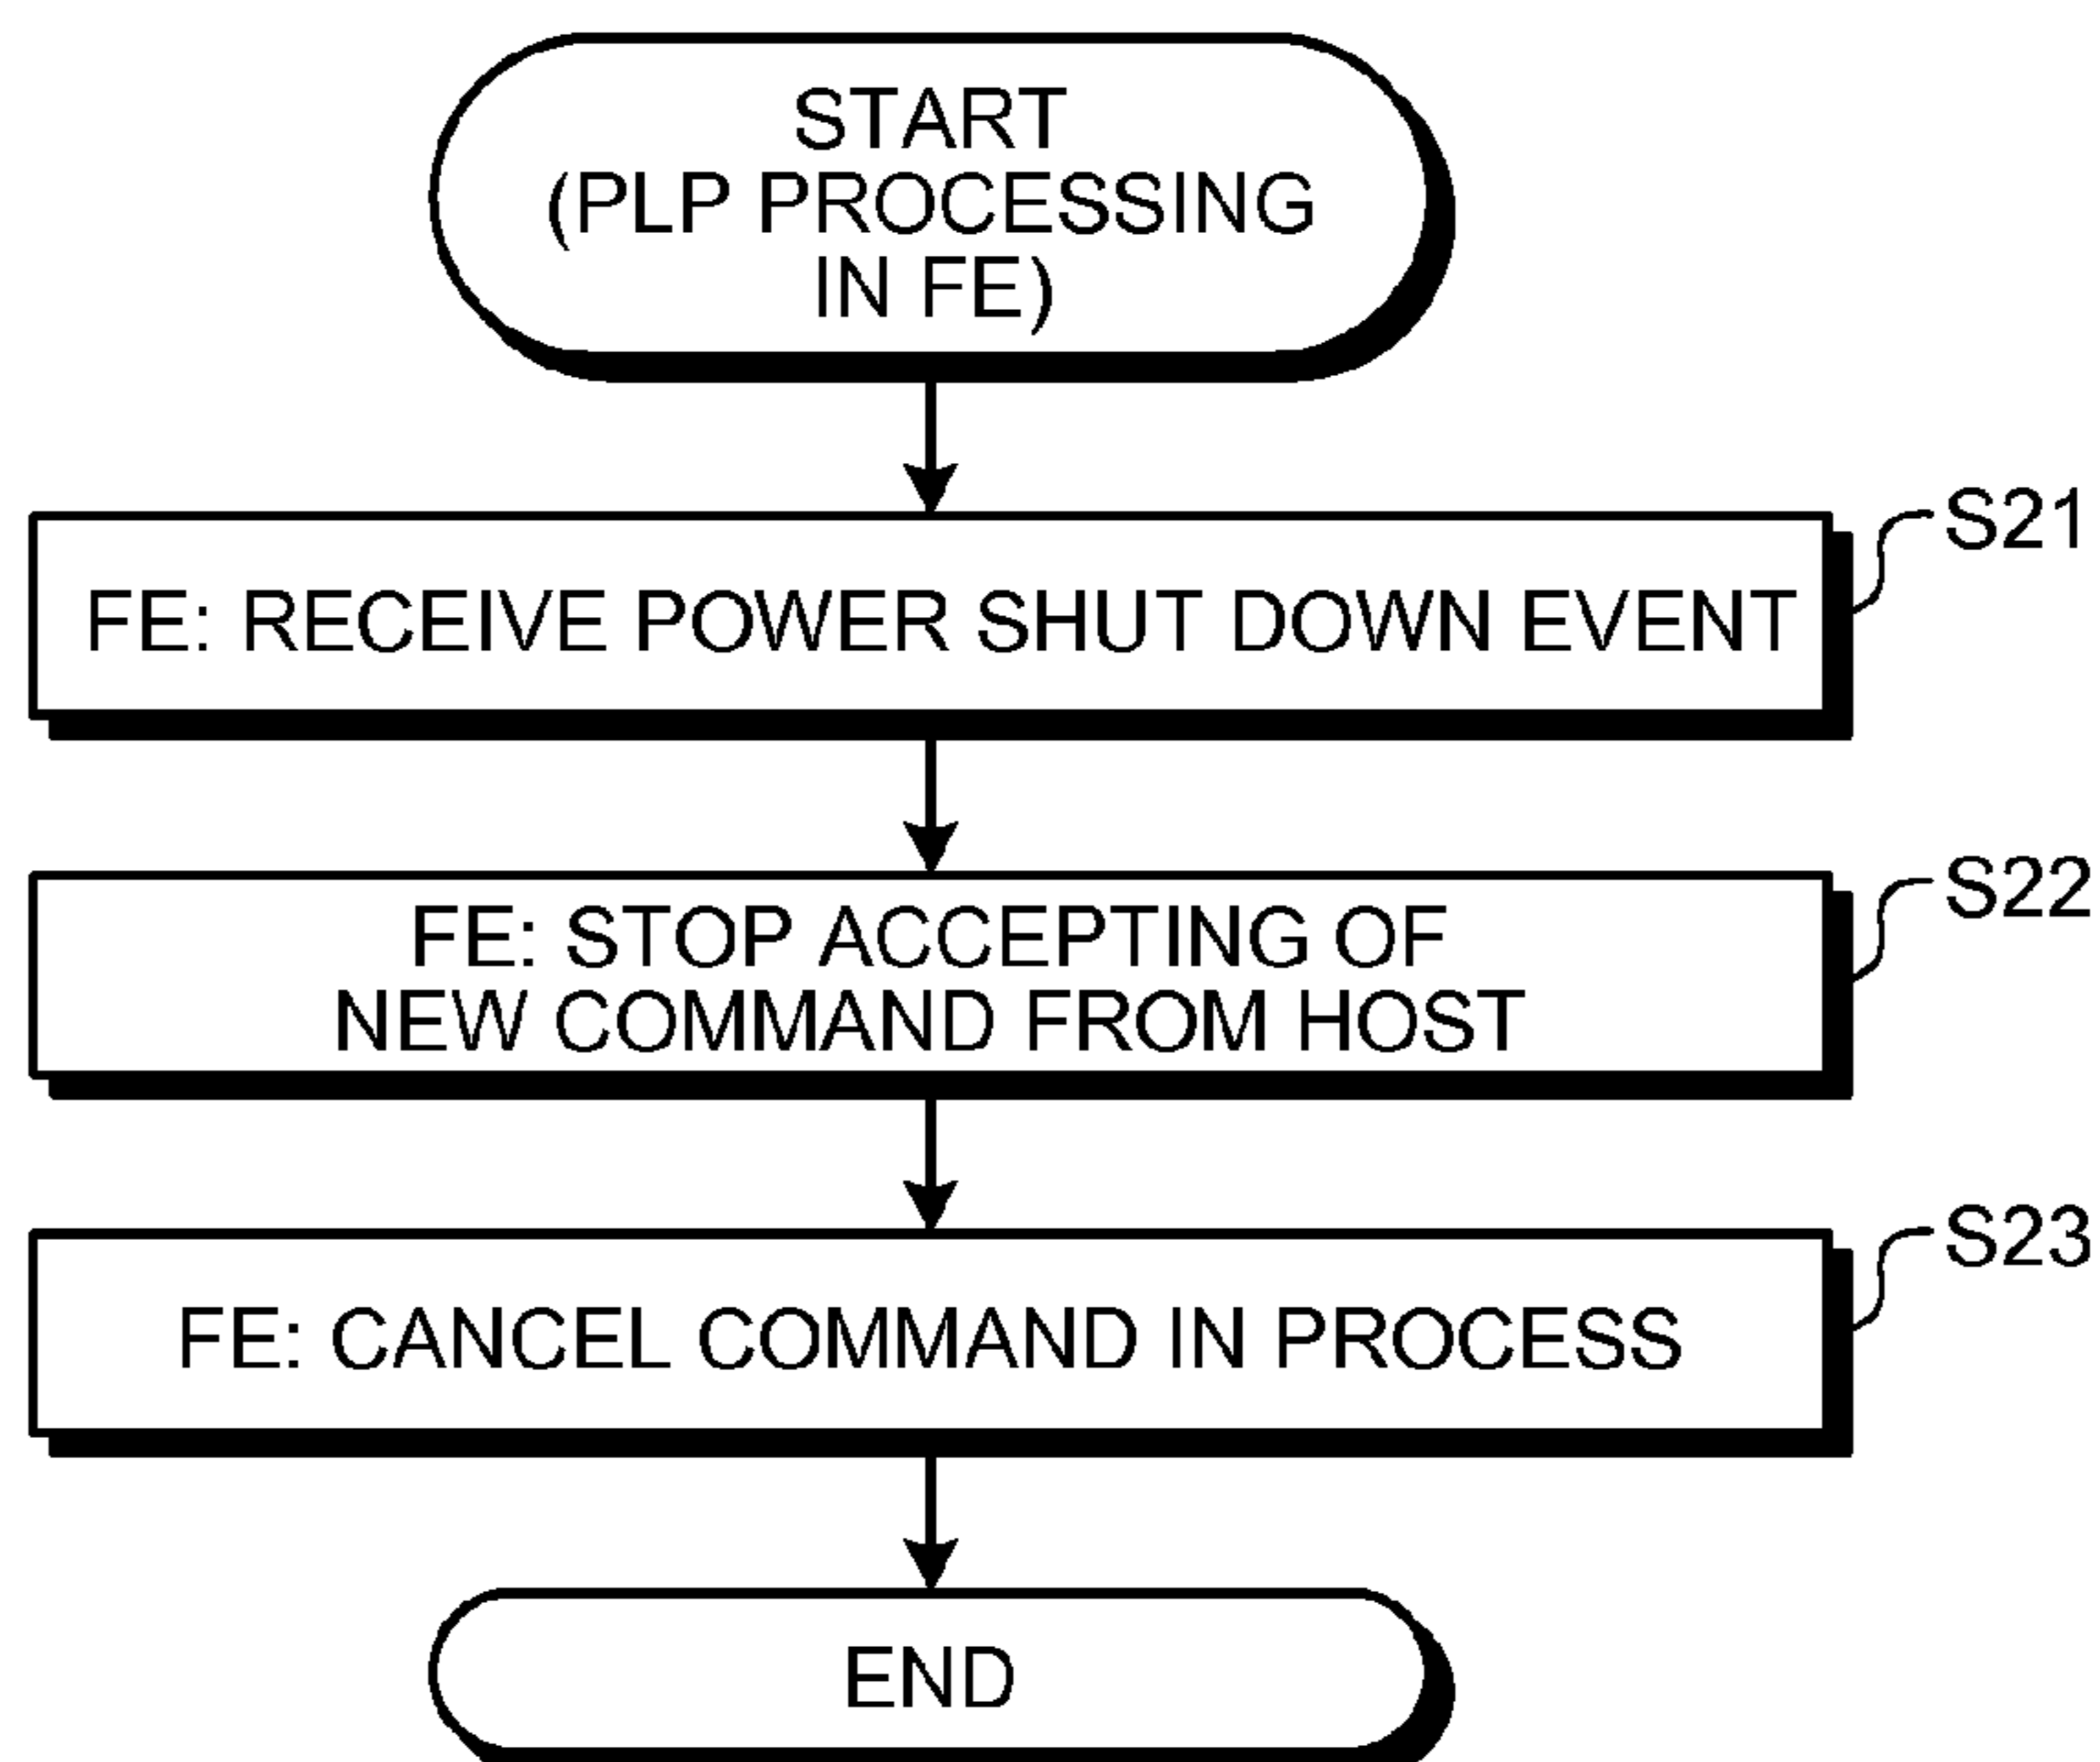 START
(PLP PROCESSING
IN FE)
S21
FE: RECEIVE POWER SHUT DOWN EVENT
S22
FE: STOP ACCEPTING OF
NEW COMMAND FROM HOST
S23
FE: CANCEL COMMAND IN PROCESS
END